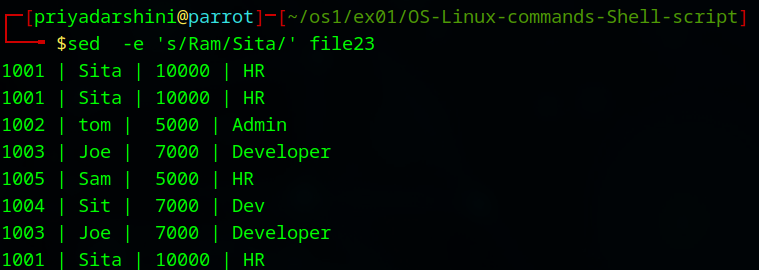 ┌─[priyadarshini@parrot]─[~/os1/ex01/OS-Linux-commands-Shell-script]
└──╼ $sed  -e 's/Ram/Sita/' file23
1001 | Sita | 10000 | HR
1001 | Sita | 10000 | HR
1002 | tom |  5000 | Admin
1003 | Joe |  7000 | Developer
1005 | Sam |  5000 | HR
1004 | Sit |  7000 | Dev
1003 | Joe |  7000 | Developer
1001 | Sita | 10000 | HR